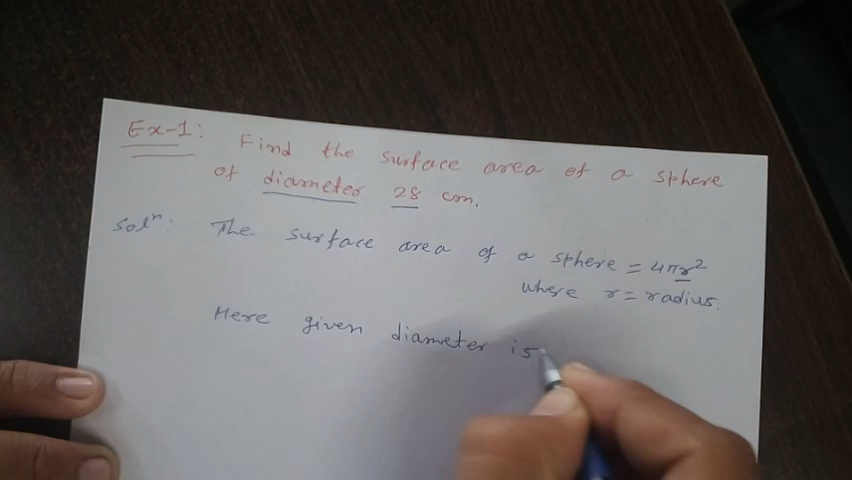 Ex-1: Find the surface area of a sphere
of diameter 28 cm.
Solⁿ: The surface area of a sphere = 4πr²
where r = radius.
Here given diameter is